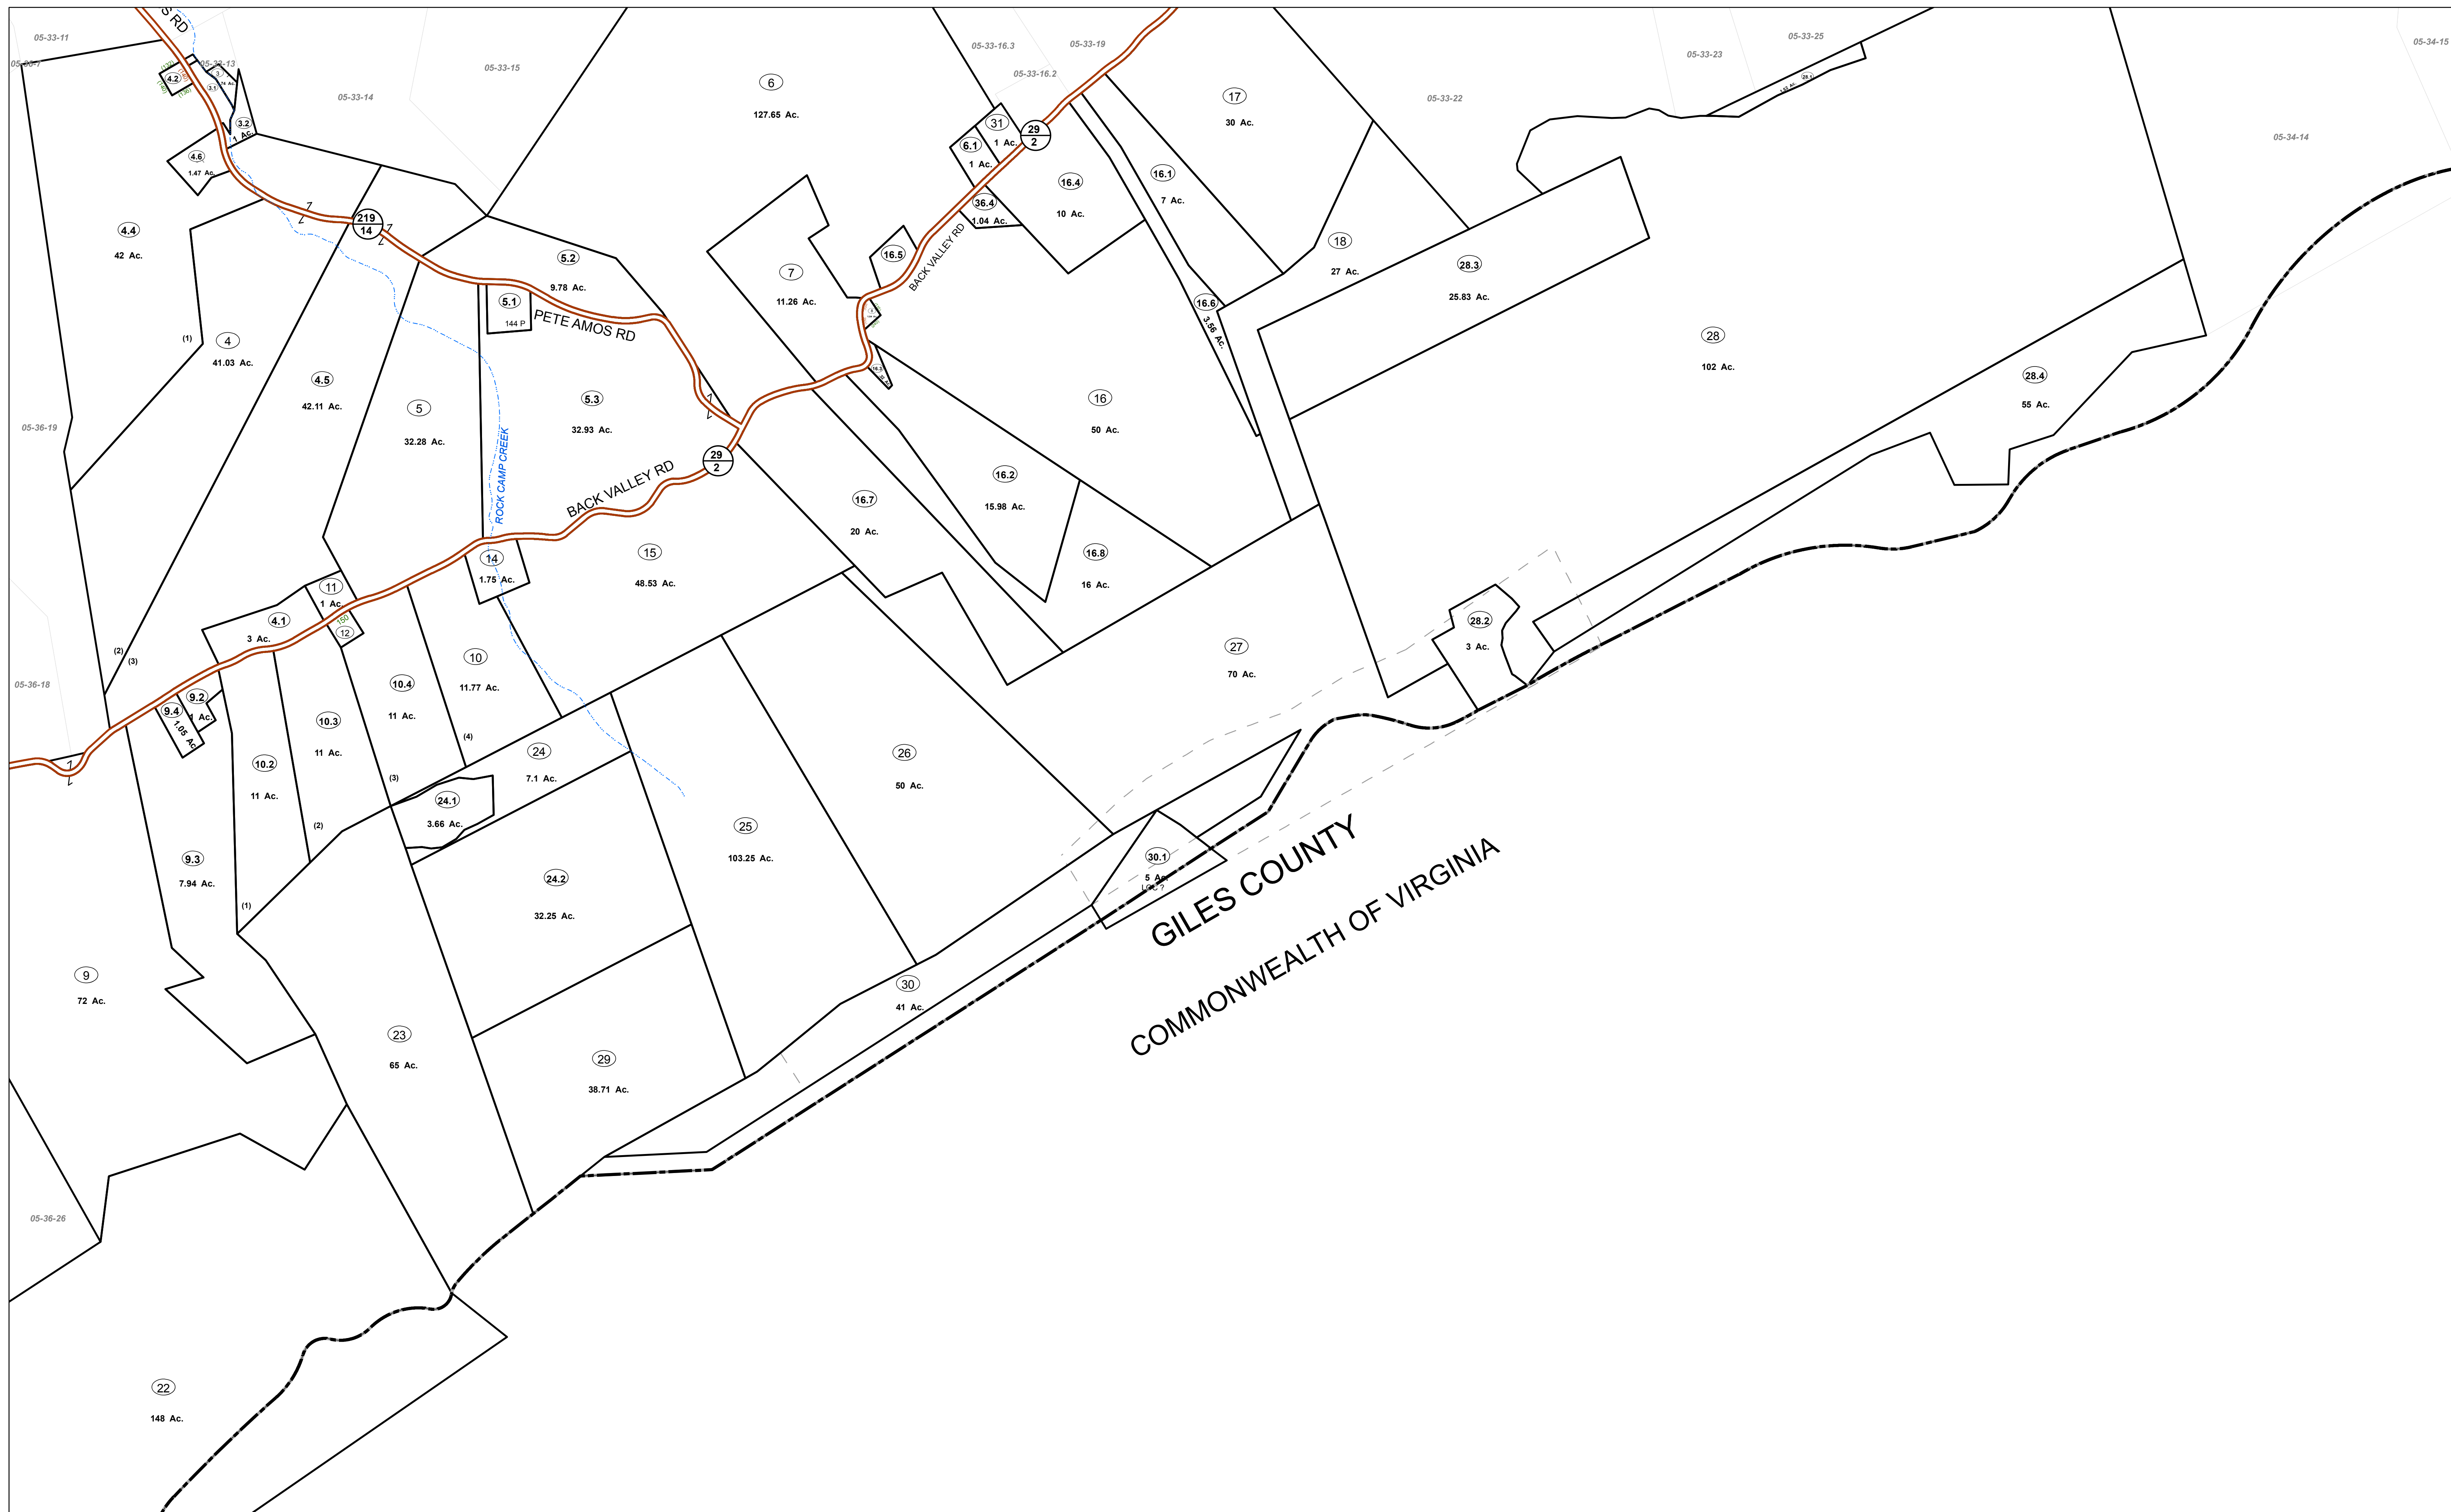 S RD
05-33-11
05-33-13
4.2
3
3.1
3.2
1 Ac.
05-33-14
05-33-15
6
127.65 Ac.
05-33-16.3
05-33-19
05-33-16.2
17
30 Ac.
05-33-22
05-33-23
05-33-25
28.1
05-34-15
05-34-14
4.6
1.47 Ac.
31
1 Ac.
29
2
6.1
1 Ac.
36.4
1.04 Ac.
16.4
10 Ac.
16.1
7 Ac.
4.4
42 Ac.
219
14
5.2
9.78 Ac.
16.5
BACK VALLEY RD
7
11.26 Ac.
18
27 Ac.
28.3
25.83 Ac.
5.1
144 P
PETE AMOS RD
16.6
3.56 Ac.
28
102 Ac.
(1)
4
41.03 Ac.
4.5
42.11 Ac.
5
32.28 Ac.
5.3
32.93 Ac.
16.3
16
50 Ac.
28.4
55 Ac.
05-36-19
ROCK CAMP CREEK
29
2
BACK VALLEY RD
16.7
20 Ac.
16.2
15.98 Ac.
14
1.75 Ac.
15
48.53 Ac.
16.8
16 Ac.
11
1 Ac.
150
12
4.1
3 Ac.
28.2
3 Ac.
27
70 Ac.
(2)
(3)
10
11.77 Ac.
05-36-18
9.4
1.05 Ac.
9.2
1 Ac.
10.4
11 Ac.
10.3
11 Ac.
(4)
24
7.1 Ac.
26
50 Ac.
10.2
11 Ac.
(3)
24.1
3.66 Ac.
(2)
25
103.25 Ac.
9.3
7.94 Ac.
30.1
5 Ac.
LOC ?
GILES COUNTY
COMMONWEALTH OF VIRGINIA
24.2
32.25 Ac.
(1)
9
72 Ac.
30
41 Ac.
23
65 Ac.
29
38.71 Ac.
05-36-26
22
148 Ac.